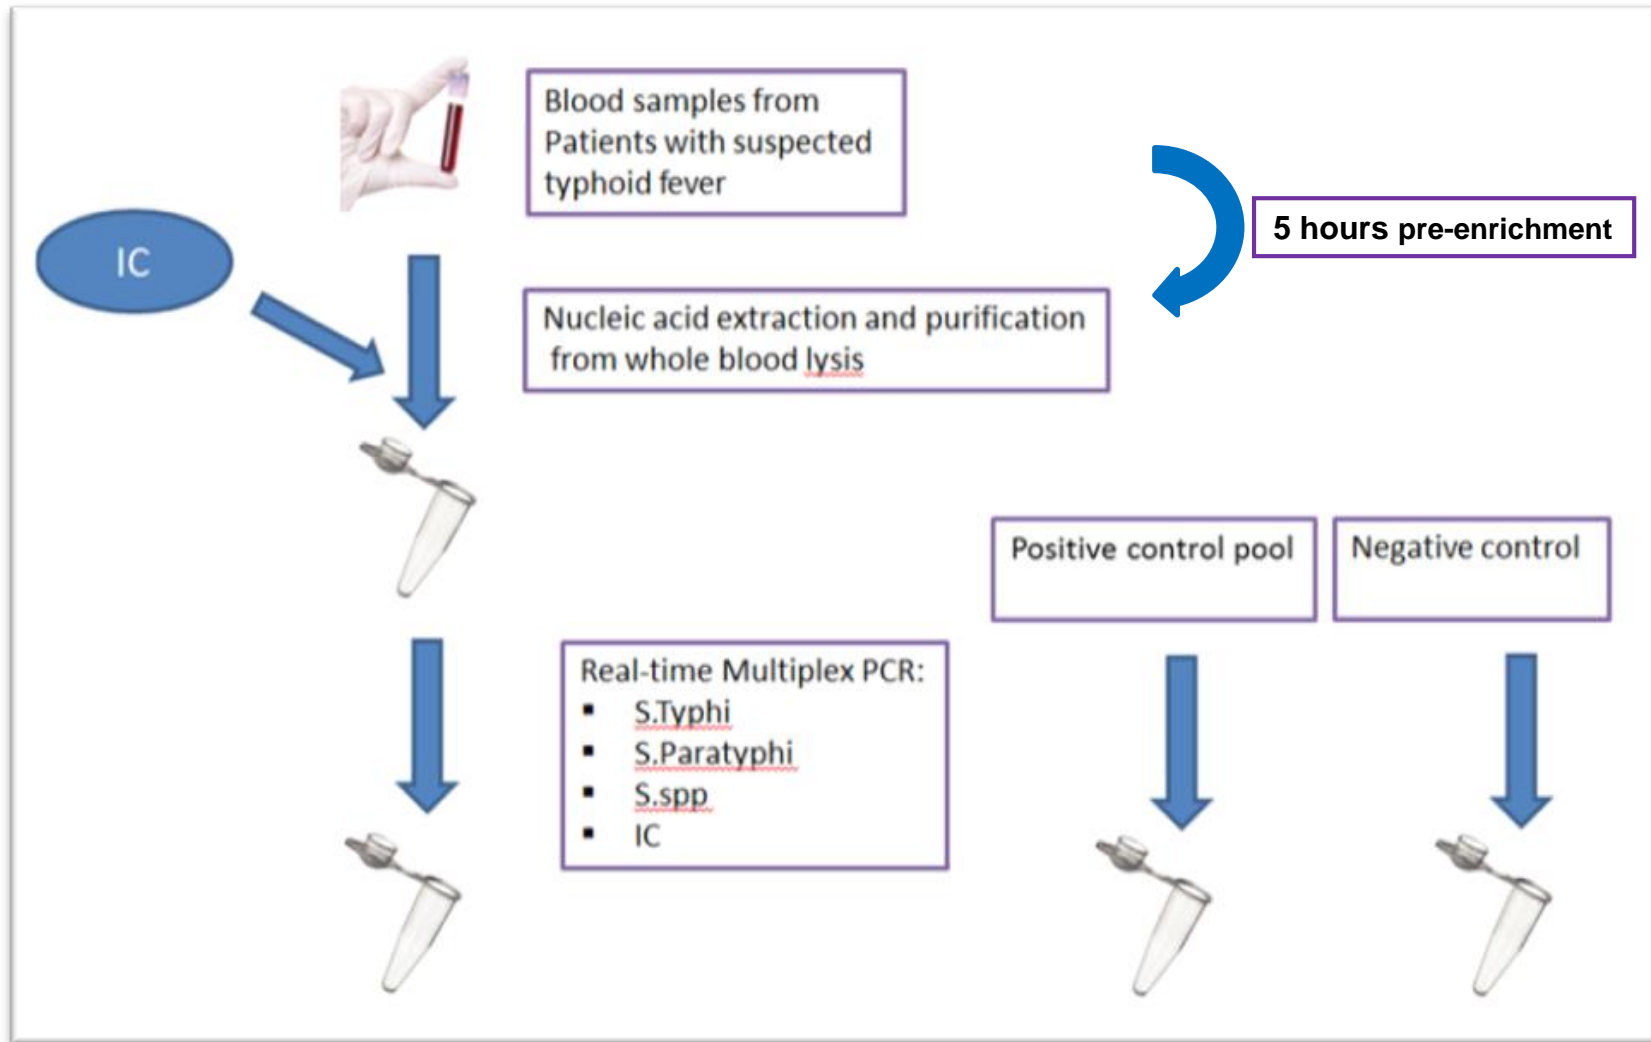 Blood samples from
Patients with suspected
typhoid fever
5 hours pre-enrichment
IC
Nucleic acid extraction and purification
from whole blood lysis
Positive control pool
Negative control
Real-time Multiplex PCR:
▪ S.Typhi
▪ S.Paratyphi
▪ S.spp
▪ IC